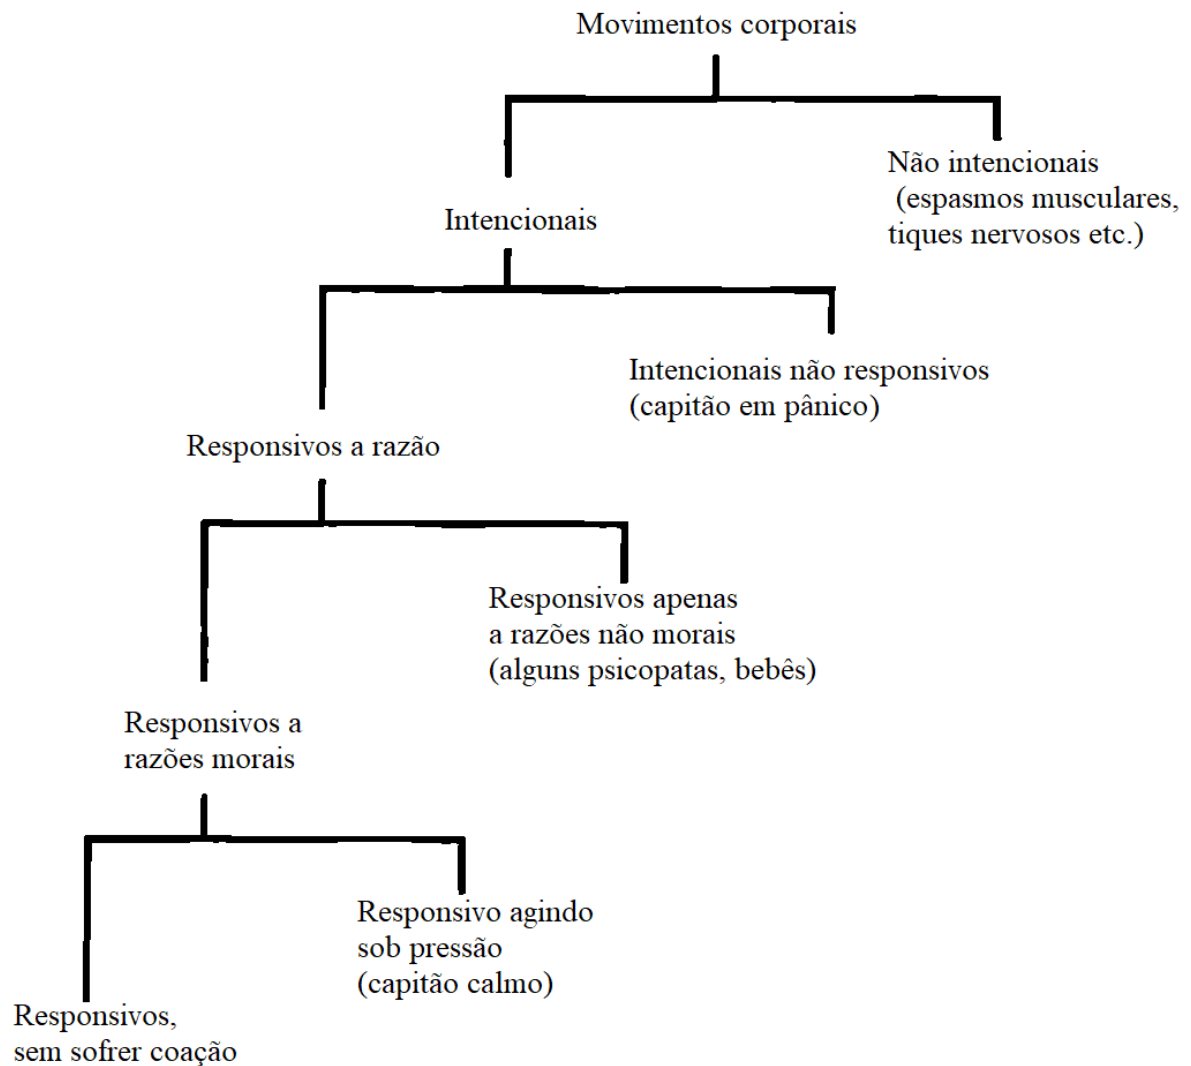 Movimentos corporais
Não intencionais
(espasmos musculares,
tiques nervosos etc.)
Intencionais
Intencionais não responsivos
(capitão em pânico)
Responsivos a razão
Responsivos apenas
a razões não morais
(alguns psicopatas, bebês)
Responsivos a
razões morais
Responsivo agindo
sob pressão
(capitão calmo)
Responsivos,
sem sofrer coação